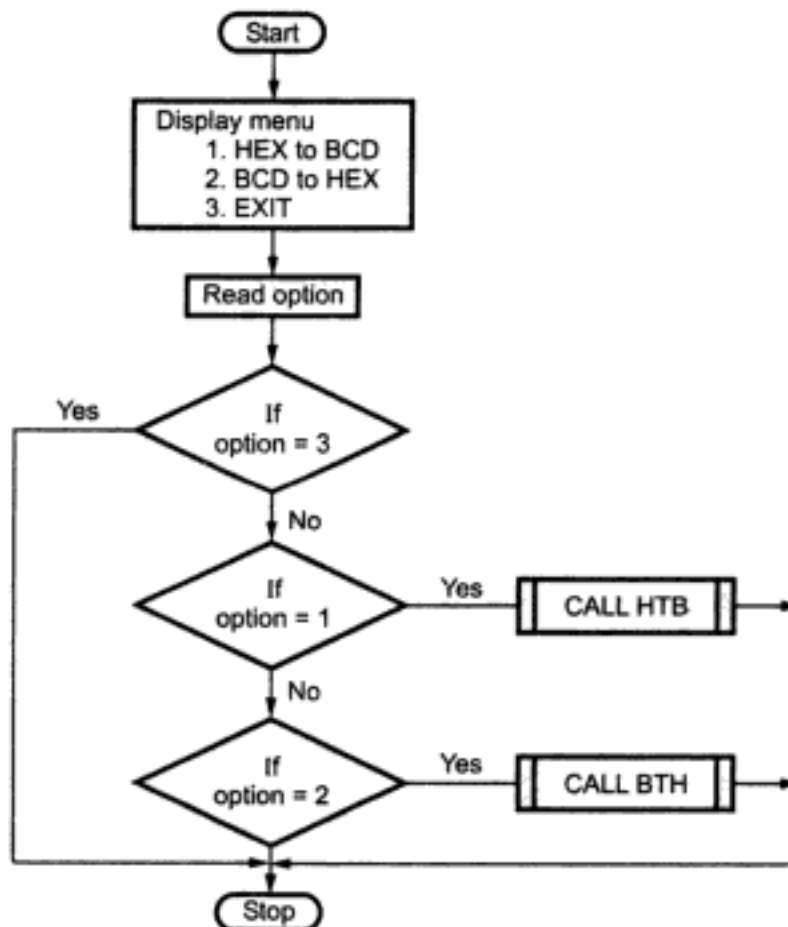 Start
Display menu
1. HEX to BCD
2. BCD to HEX
3. EXIT
Read option
Yes
If
option = 3
No
If
option = 1
Yes
CALL HTB
No
If
option = 2
Yes
CALL BTH
Stop